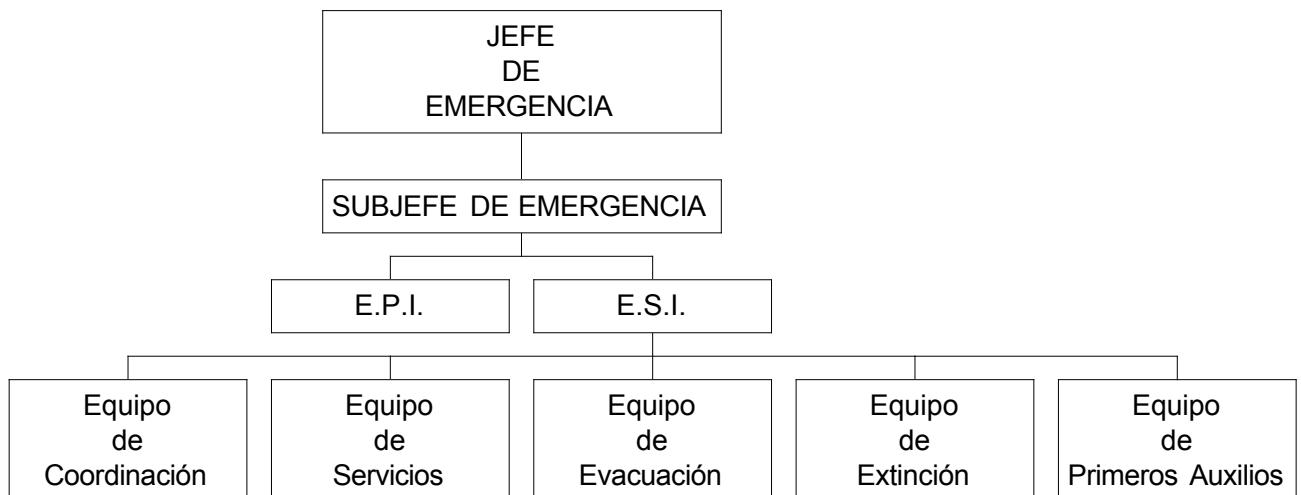 JEFE
DE
EMERGENCIA
SUBJEFE DE EMERGENCIA
E.P.I.
E.S.I.
Equipo
de
Coordinación
Equipo
de
Servicios
Equipo
de
Evacuación
Equipo
de
Extinción
Equipo
de
Primeros Auxilios